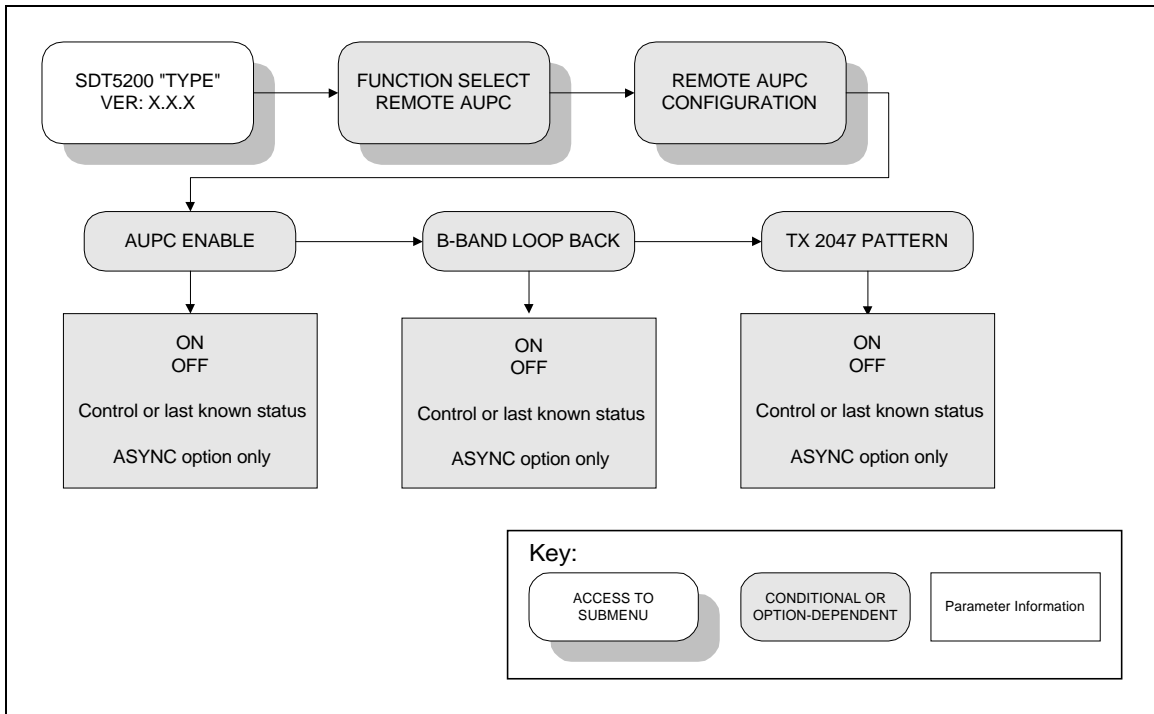 SDT5200 "TYPE"
VER: X.X.X
FUNCTION SELECT
REMOTE AUPC
REMOTE AUPC
CONFIGURATION
AUPC ENABLE
B-BAND LOOP BACK
TX 2047 PATTERN
ON
OFF
Control or last known status
ASYNC option only
ON
OFF
Control or last known status
ASYNC option only
ON
OFF
Control or last known status
ASYNC option only
Key:
ACCESS TO
SUBMENU
CONDITIONAL OR
OPTION-DEPENDENT
Parameter Information